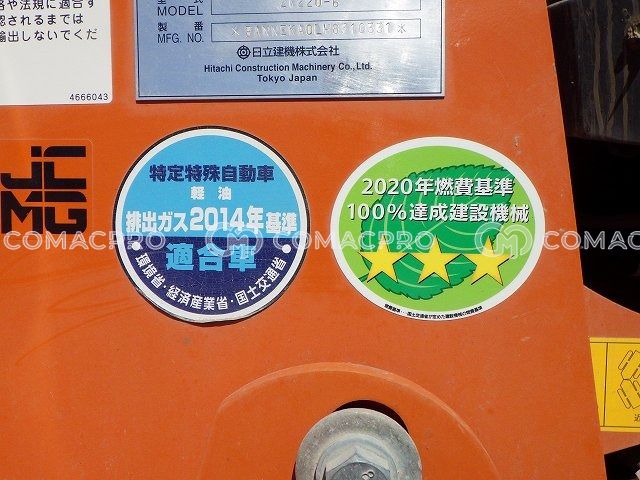 格や法規に適合す
認されるまでは
輸出しないでくだ
4666043
型式
MODEL
製番
MFG. NO.
日立建機株式会社
Hitachi Construction Machinery Co., Ltd.
Tokyo Japan
特定特殊自動車
軽油
排出ガス2014年基準
適合車
環境省・経済産業省・国土交通省
2020年燃費基準
100%達成建設機械
COMACPRO COMACPRO COMACPRO COMAC